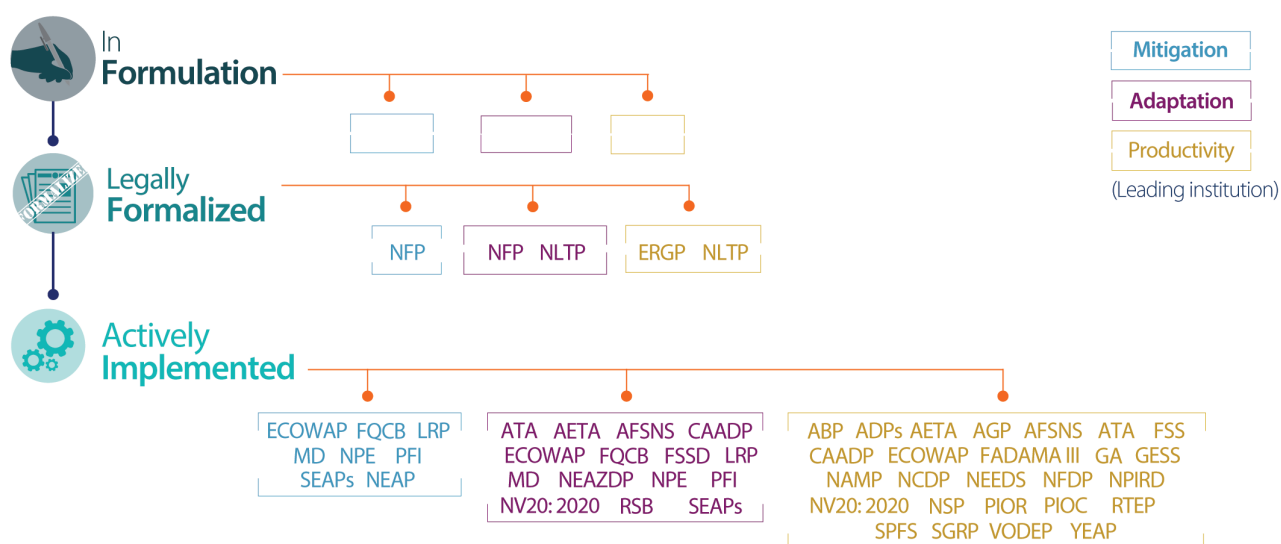 In
Formulation
Mitigation
Adaptation
Productivity
(Leading institution)
FORMALYZE
Legally
Formalized
NFP
NFP NLTP
ERGP NLTP
Actively
Implemented
ECOWAP FQCB LRP
MD NPE PFI
SEAPs NEAP
ATA AETA AFSNS CAADP
ECOWAP FQCB FSSD LRP
MD NEAZDP NPE PFI
NV20: 2020 RSB SEAPs
ABP ADPs AETA AGP AFSNS ATA FSS
CAADP ECOWAP FADAMA III GA GESS
NAMP NCDP NEEDS NFDP NPIRD
NV20: 2020 NSP PIOR PIOC RTEP
SPFS SGRP VODEP YEAP